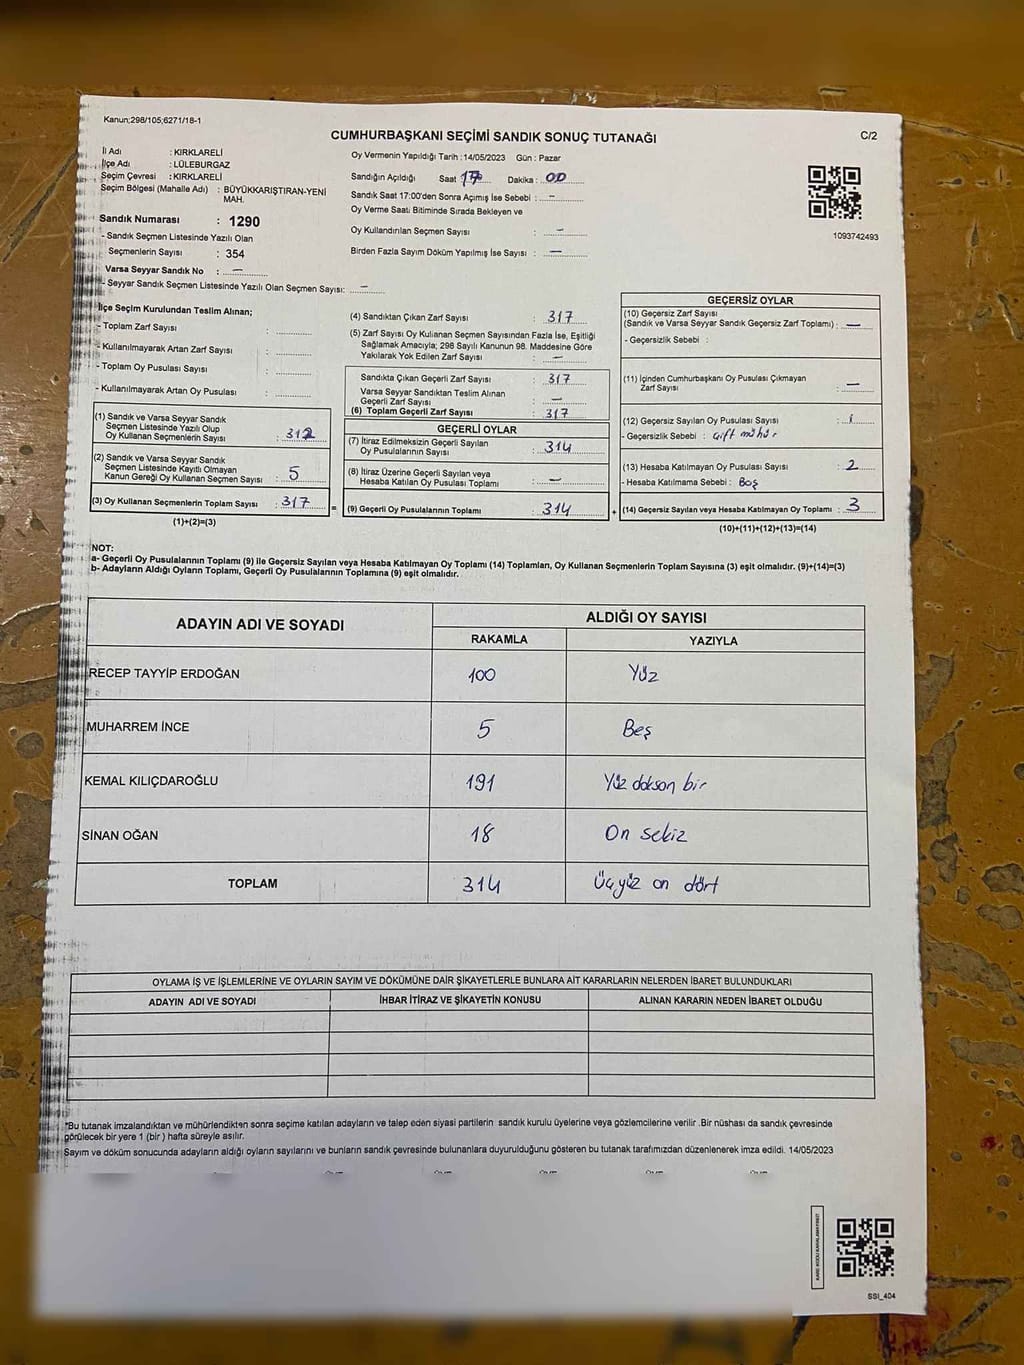 Kanun;298/105;6271/18-1
CUMHURBAŞKANI SEÇİMİ SANDIK SONUÇ TUTANAĞI
C/2
İl Adı : KIRKLARELİ
İlçe Adı : LÜLEBURGAZ
Seçim Çevresi : KIRKLARELİ
Seçim Bölgesi (Mahalle Adı) : BÜYÜKKARIŞTIRAN-YENİ
MAH.
Sandık Numarası : 1290
- Sandık Seçmen Listesinde Yazılı Olan
Seçmenlerin Sayısı : 354
Varsa Seyyar Sandık No : –
- Seyyar Sandık Seçmen Listesinde Yazılı Olan Seçmen Sayısı: –
Oy Vermenin Yapıldığı Tarih :14/05/2023 Gün : Pazar
Sandığın Açıldığı Saat 17 Dakika : 00
Sandık Saat 17:00'den Sonra Açımış İse Sebebi : –
Oy Verme Saati Bitiminde Sırada Bekleyen ve
Oy Kullandırılan Seçmen Sayısı : –
Birden Fazla Sayım Döküm Yapılmış İse Sayısı : –
1093742493
İlçe Seçim Kurulundan Teslim Alınan;
- Toplam Zarf Sayısı :
- Kullanılmayarak Artan Zarf Sayısı :
- Toplam Oy Pusulası Sayısı :
- Kullanılmayarak Artan Oy Pusulası :
(1) Sandık ve Varsa Seyyar Sandık
Seçmen Listesinde Yazılı Olup
Oy Kullanan Seçmenlerin Sayısı : 312
(2) Sandık ve Varsa Seyyar Sandık
Seçmen Listesinde Kayıtlı Olmayan
Kanun Gereği Oy Kullanan Seçmen Sayısı : 5
(3) Oy Kullanan Seçmenlerin Toplam Sayısı : 317
(1)+(2)=(3)
=
(4) Sandıktan Çıkan Zarf Sayısı : 317
(5) Zarf Sayısı Oy Kullanan Seçmen Sayısından Fazla İse, Eşitliği
Sağlamak Amacıyla; 298 Sayılı Kanunun 98. Maddesine Göre
Yakılarak Yok Edilen Zarf Sayısı : –
Sandıkta Çıkan Geçerli Zarf Sayısı : 317
Varsa Seyyar Sandıktan Teslim Alınan
Geçerli Zarf Sayısı : –
(6) Toplam Geçerli Zarf Sayısı : 317
GEÇERLİ OYLAR
(7) İtiraz Edilmeksizin Geçerli Sayılan
Oy Pusulalarının Sayısı : 314
(8) İtiraz Üzerine Geçerli Sayılan veya
Hesaba Katılan Oy Pusulası Toplamı : –
(9) Geçerli Oy Pusulalarının Toplamı : 314
+
GEÇERSİZ OYLAR
(10) Geçersiz Zarf Sayısı
(Sandık ve Varsa Seyyar Sandık Geçersiz Zarf Toplamı) : –
- Geçersizlik Sebebi :
(11) İçinden Cumhurbaşkanı Oy Pusulası Çıkmayan
Zarf Sayısı : –
(12) Geçersiz Sayılan Oy Pusulası Sayısı : 1
- Geçersizlik Sebebi : Çift mühür
(13) Hesaba Katılmayan Oy Pusulası Sayısı : 2
- Hesaba Katılmama Sebebi : Boş
(14) Geçersiz Sayılan veya Hesaba Katılmayan Oy Toplamı : 3
(10)+(11)+(12)+(13)=(14)
NOT:
a- Geçerli Oy Pusulalarının Toplamı (9) ile Geçersiz Sayılan veya Hesaba Katılmayan Oy Toplamı (14) Toplamları, Oy Kullanan Seçmenlerin Toplam Sayısına (3) eşit olmalıdır. (9)+(14)=(3)
b- Adayların Aldığı Oyların Toplamı, Geçerli Oy Pusulalarının Toplamına (9) eşit olmalıdır.
ADAYIN ADI VE SOYADI
ALDIĞI OY SAYISI
RAKAMLA YAZIYLA
RECEP TAYYİP ERDOĞAN 100 Yüz
MUHARREM İNCE 5 Beş
KEMAL KILIÇDAROĞLU 191 Yüz doksan bir
SİNAN OĞAN 18 On sekiz
TOPLAM 314 Üçyüz on dört
OYLAMA İŞ VE İŞLEMLERİNE VE OYLARIN SAYIM VE DÖKÜMÜNE DAİR ŞİKAYETLERLE BUNLARA AİT KARARLARIN NELERDEN İBARET BULUNDUKLARI
ADAYIN ADI VE SOYADI İHBAR İTİRAZ VE ŞİKAYETİN KONUSU ALINAN KARARIN NEDEN İBARET OLDUĞU
*Bu tutanak imzalandıktan ve mühürlendikten sonra seçime katılan adayların ve talep eden siyasi partilerin sandık kurulu üyelerine veya gözlemcilerine verilir .Bir nüshası da sandık çevresinde
görülecek bir yere 1 (bir ) hafta süreyle asılır.
Sayım ve döküm sonucunda adayların aldığı oyların sayılarını ve bunların sandık çevresinde bulunanlara duyurulduğunu gösteren bu tutanak tarafımızdan düzenlenerek imza edildi. 14/05/2023
SSI_404